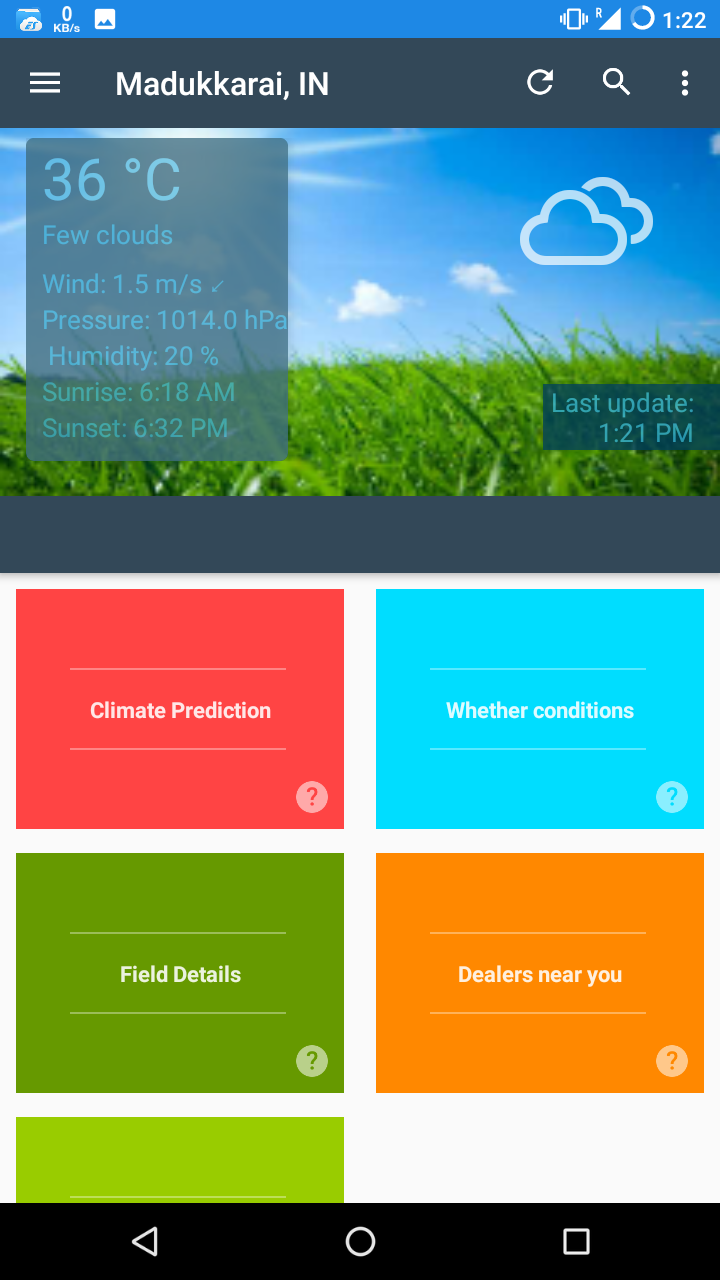 0
KB/s
R
1:22
Madukkarai, IN
36 °C
Few clouds
Wind: 1.5 m/s ↙
Pressure: 1014.0 hPa
Humidity: 20 %
Sunrise: 6:18 AM
Sunset: 6:32 PM
Last update:
1:21 PM
Climate Prediction
?
Whether conditions
?
Field Details
?
Dealers near you
?